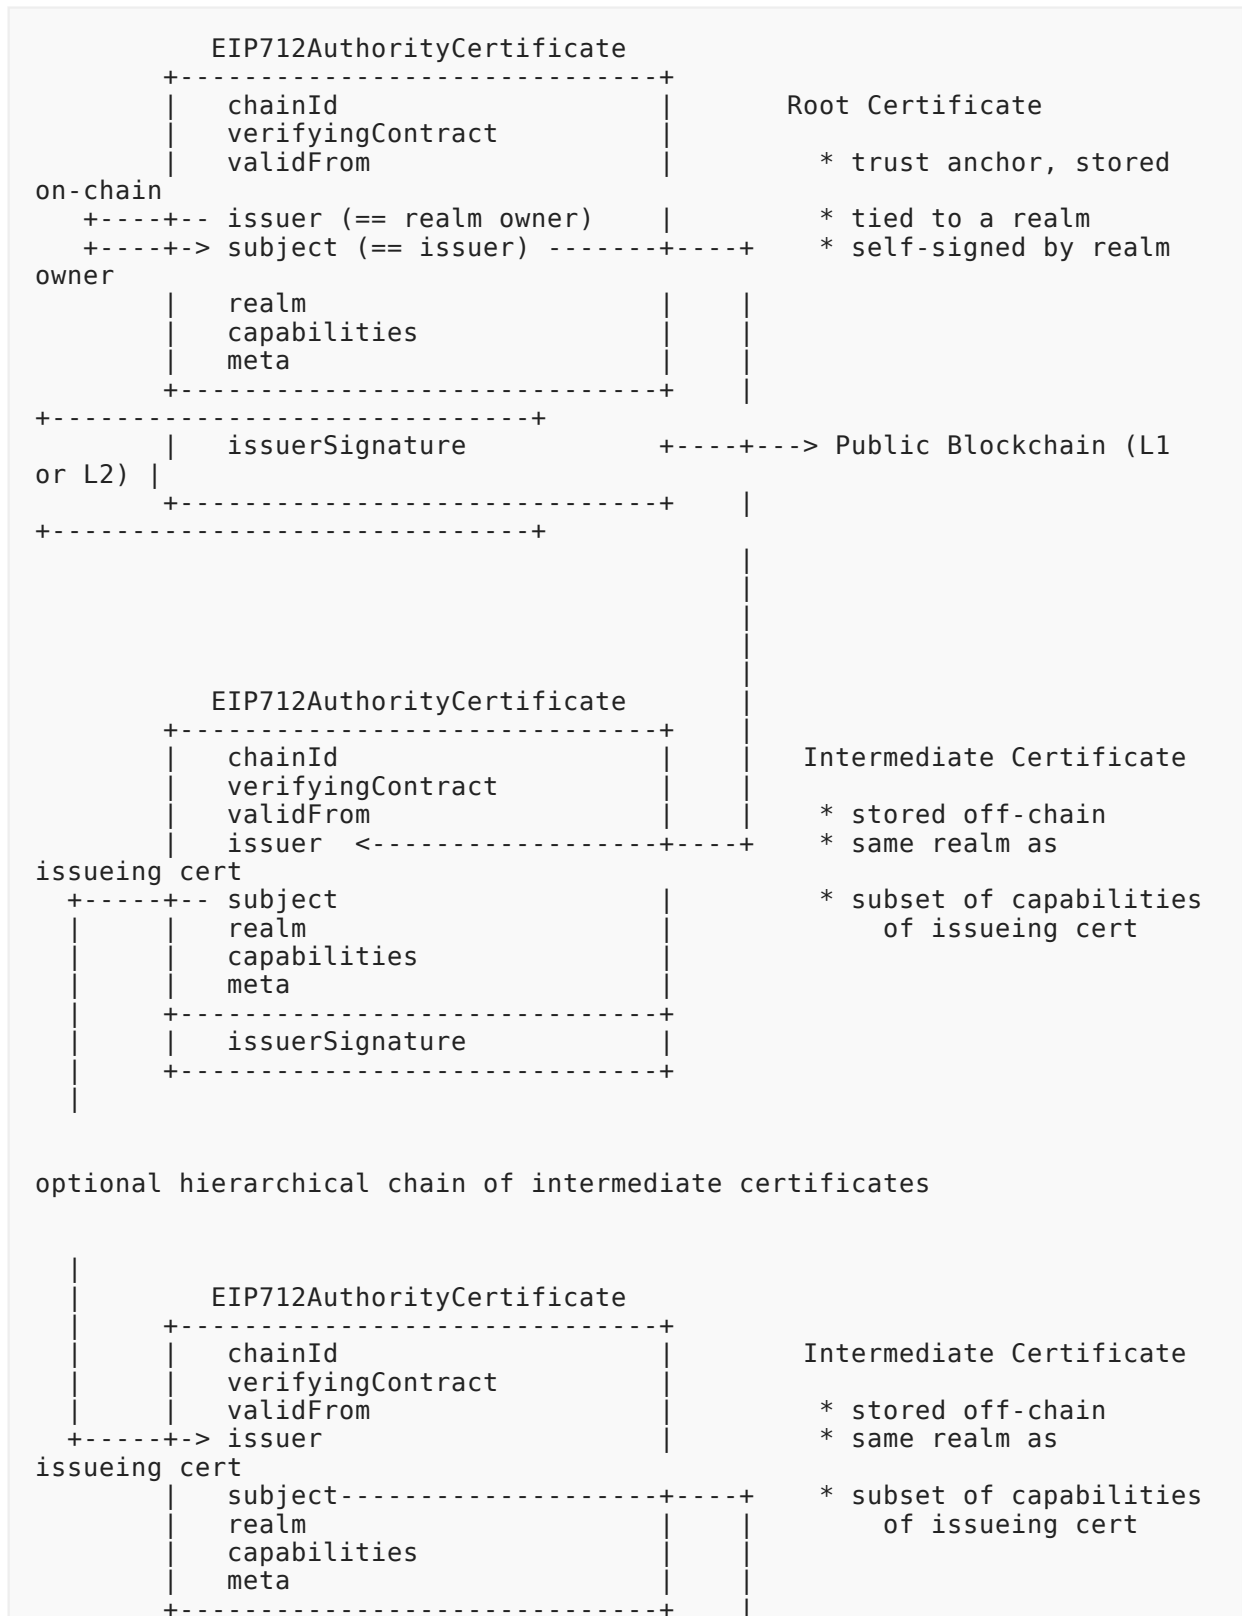 EIP712AuthorityCertificate
        +------------------------------+
        |   chainId                    |       Root Certificate
        |   verifyingContract          |
        |   validFrom                  |         * trust anchor, stored
on-chain
   +----+-- issuer (== realm owner)    |         * tied to a realm
   +----+-> subject (== issuer) -------+----+    * self-signed by realm
owner
        |   realm                      |    |
        |   capabilities               |    |
        |   meta                       |    |
        +------------------------------+    |
+------------------------------+
        |   issuerSignature            +----+---> Public Blockchain (L1
or L2) |
        +------------------------------+    |
+------------------------------+
                                            |
                                            |
                                            |
                                            |
                                            |
           EIP712AuthorityCertificate       |
        +------------------------------+    |
        |   chainId                    |    |   Intermediate Certificate
        |   verifyingContract          |    |
        |   validFrom                  |    |    * stored off-chain
        |   issuer  <------------------+----+    * same realm as
issueing cert
  +-----+-- subject                    |         * subset of capabilities
  |     |   realm                      |             of issueing cert
  |     |   capabilities               |
  |     |   meta                       |
  |     +------------------------------+
  |     |   issuerSignature            |
  |     +------------------------------+
  |

optional hierarchical chain of intermediate certificates

  |
  |        EIP712AuthorityCertificate
  |     +------------------------------+
  |     |   chainId                    |        Intermediate Certificate
  |     |   verifyingContract          |
  |     |   validFrom                  |         * stored off-chain
  +-----+-> issuer                     |         * same realm as
issueing cert
        |   subject--------------------+----+    * subset of capabilities
        |   realm                      |    |        of issueing cert
        |   capabilities               |    |
        |   meta                       |    |
        +------------------------------+    |